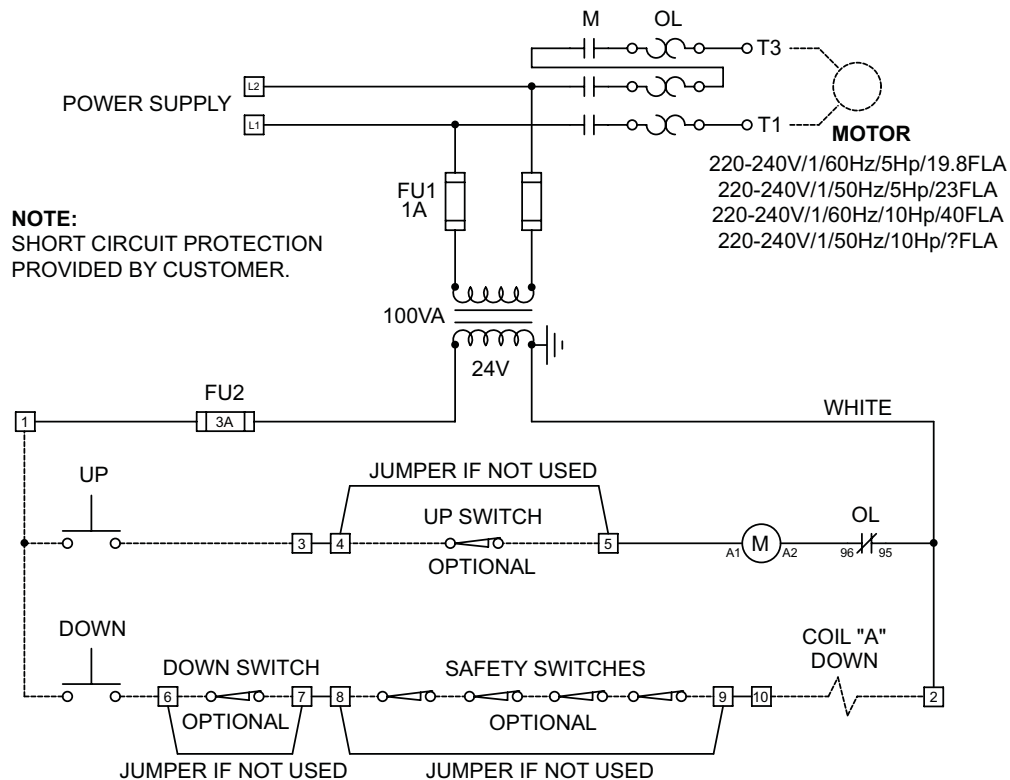 M OL
T3
L2
POWER SUPPLY
L1
T1
MOTOR
220-240V/1/60Hz/5Hp/19.8FLA
220-240V/1/50Hz/5Hp/23FLA
220-240V/1/60Hz/10Hp/40FLA
220-240V/1/50Hz/10Hp/?FLA
FU1
1A
NOTE:
SHORT CIRCUIT PROTECTION
PROVIDED BY CUSTOMER.
100VA
24V
FU2
1 3A
WHITE
JUMPER IF NOT USED
UP
UP SWITCH
OL
3 4 5
A1 M A2 96 95
OPTIONAL
DOWN
DOWN SWITCH
SAFETY SWITCHES
COIL "A"
DOWN
6 7 8 9 10 2
OPTIONAL OPTIONAL
JUMPER IF NOT USED JUMPER IF NOT USED